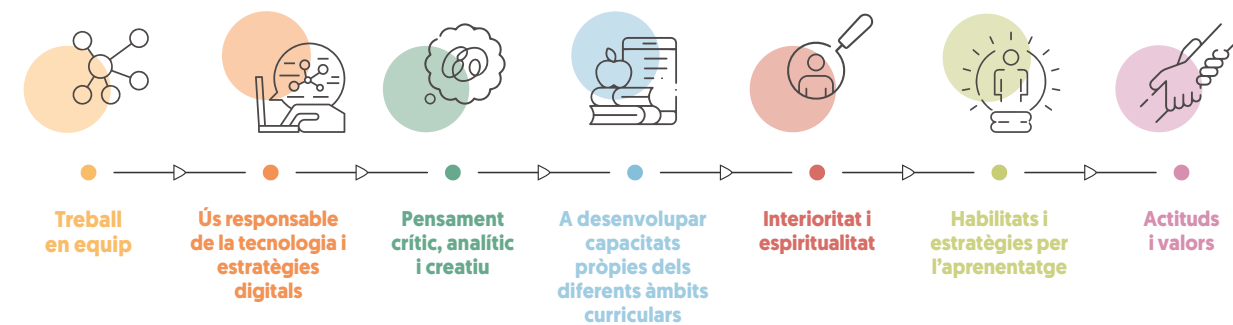 Treball
en equip
Ús responsable
de la tecnologia i
estratègies
digitals
Pensament
crític, analític
i creatiu
A desenvolupar
capacitats
pròpies dels
diferents àmbits
curriculars
Interioritat i
espiritualitat
Habilitats i
estratègies per
l'aprenentatge
Actituds
i valors